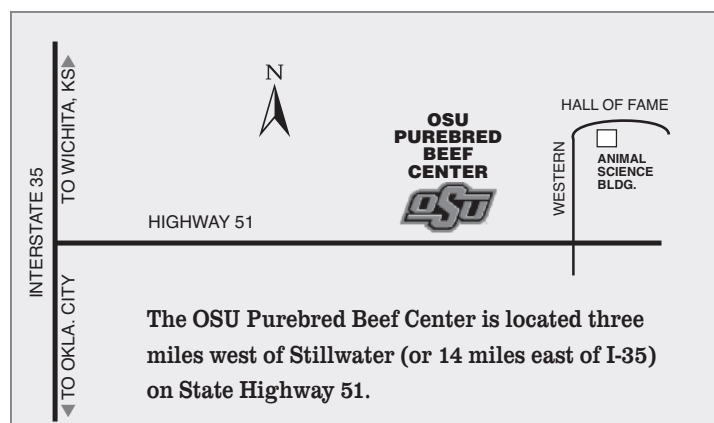 N
INTERSTATE 35
TO WICHITA, KS
TO OKLA. CITY
HIGHWAY 51
OSU
PUREBRED
BEEF
CENTER
OSU
HALL OF FAME
WESTERN
ANIMAL
SCIENCE
BLDG.
The OSU Purebred Beef Center is located three
miles west of Stillwater (or 14 miles east of I-35)
on State Highway 51.